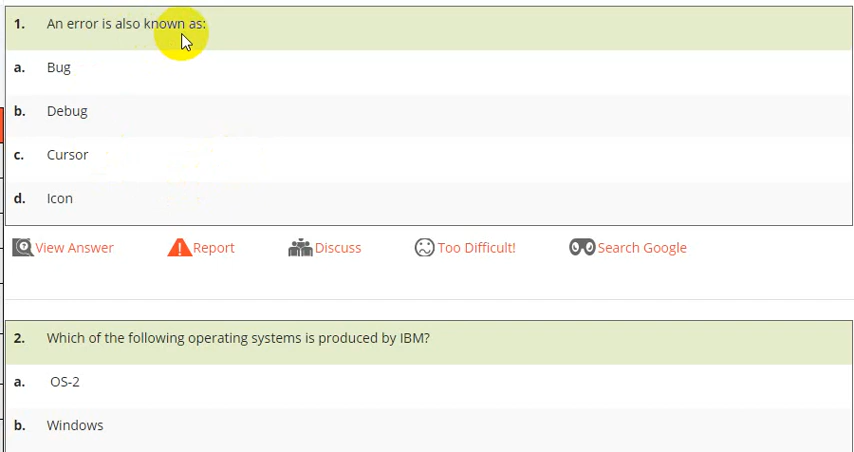 1. An error is also known as:
a. Bug
b. Debug
c. Cursor
d. Icon
View Answer Report Discuss Too Difficult! Search Google
2. Which of the following operating systems is produced by IBM?
a. OS-2
b. Windows